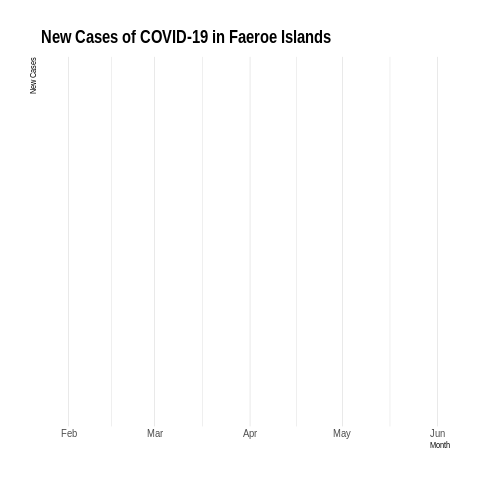 New Cases of COVID-19 in Faeroe Islands
New Cases
Feb Mar Apr May Jun
Month